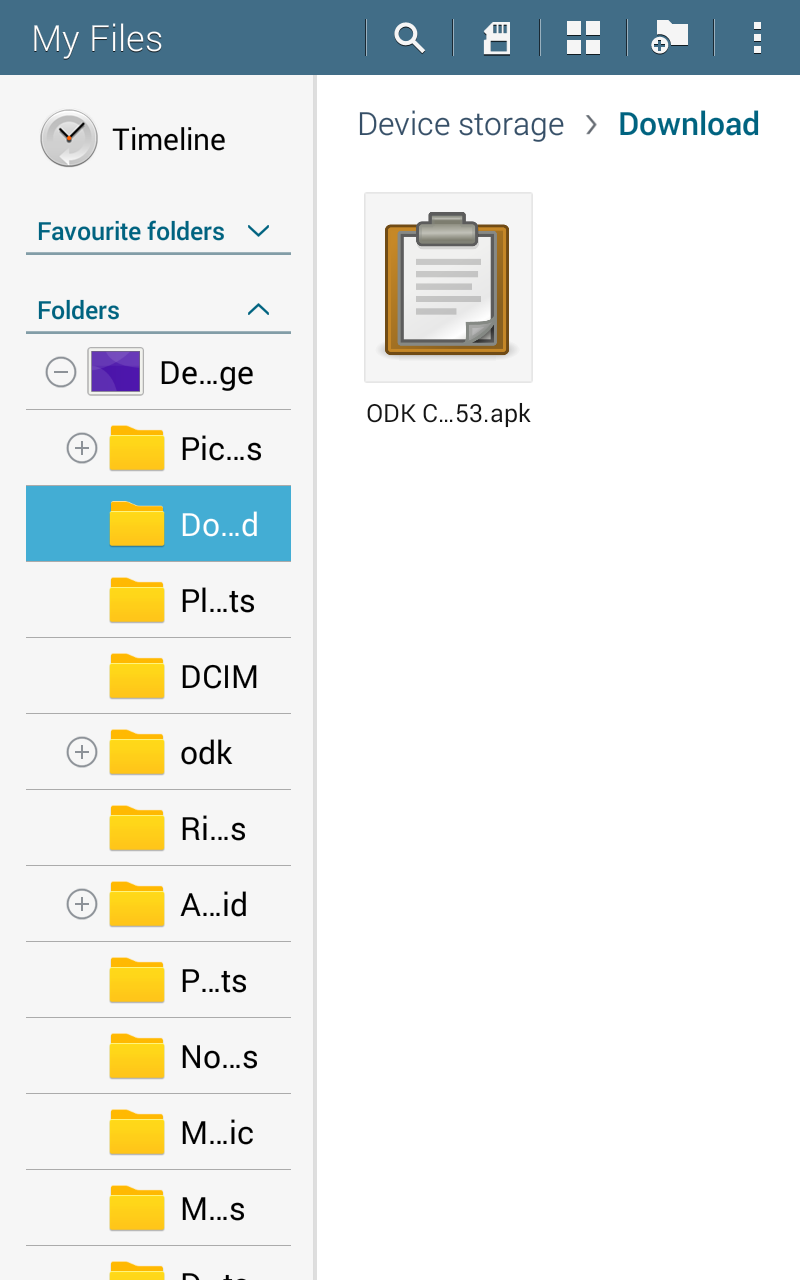 My Files
Timeline
Favourite folders
Folders
De...ge
Pic...s
Do...d
Pl...ts
DCIM
odk
Ri...s
A...id
P...ts
No...s
M...ic
M...s
Device storage > Download
ODK C...53.apk